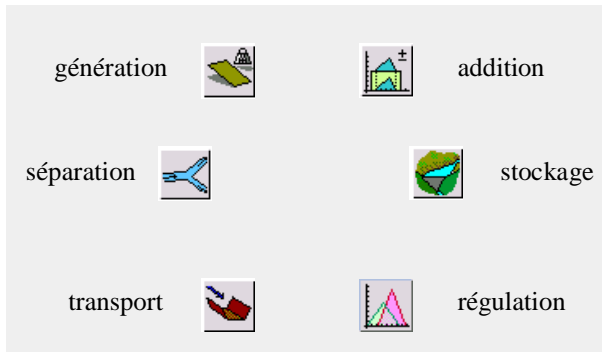 génération addition
séparation stockage
transport régulation